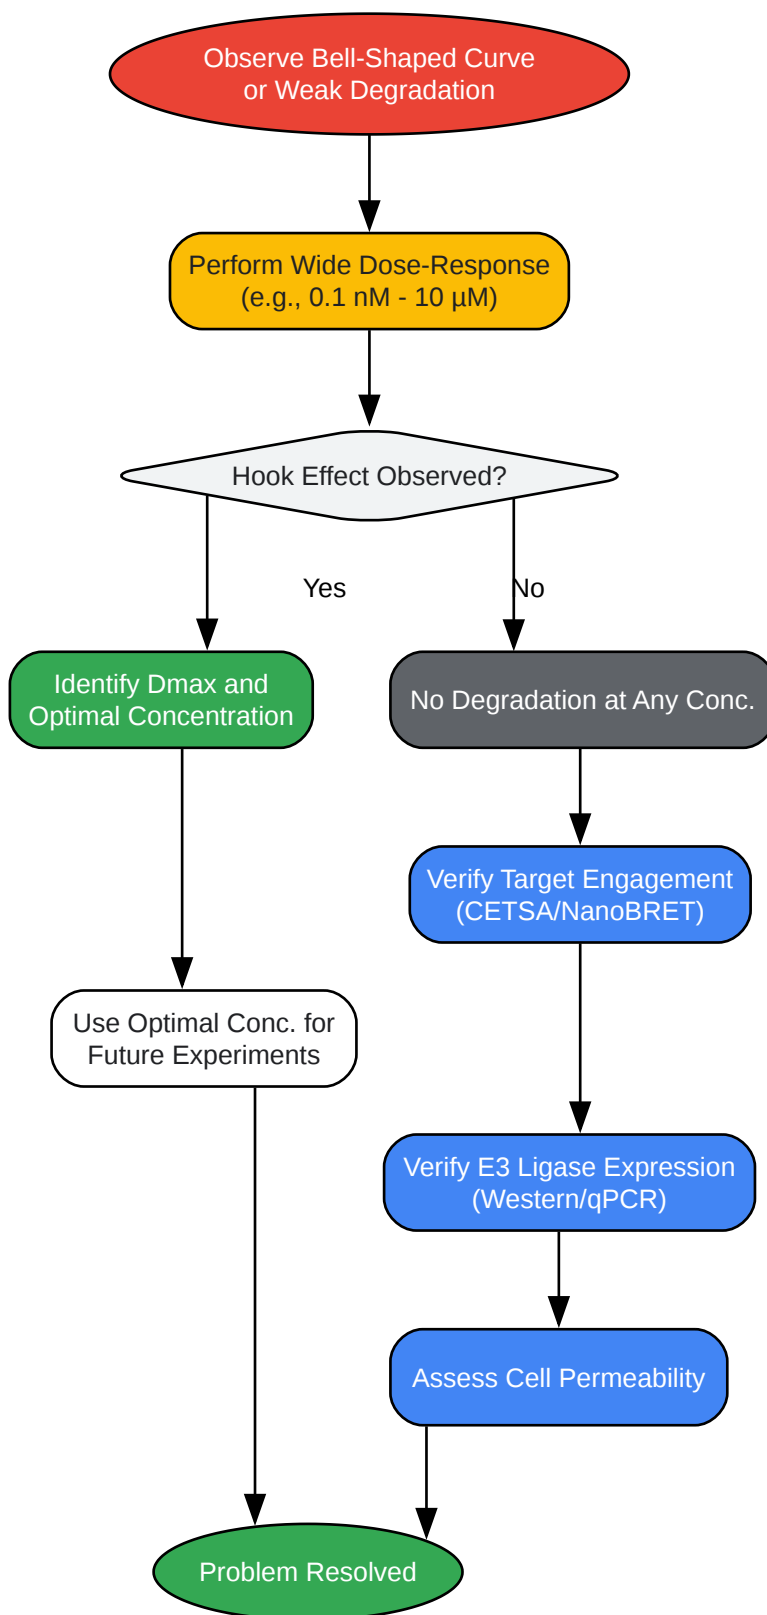 Observe Bell-Shaped Curve
or Weak Degradation
Perform Wide Dose-Response
(e.g., 0.1 nM - 10 µM)
Hook Effect Observed?
Yes
No
Identify Dmax and
Optimal Concentration
No Degradation at Any Conc.
Verify Target Engagement
(CETSA/NanoBRET)
Use Optimal Conc. for
Future Experiments
Verify E3 Ligase Expression
(Western/qPCR)
Assess Cell Permeability
Problem Resolved